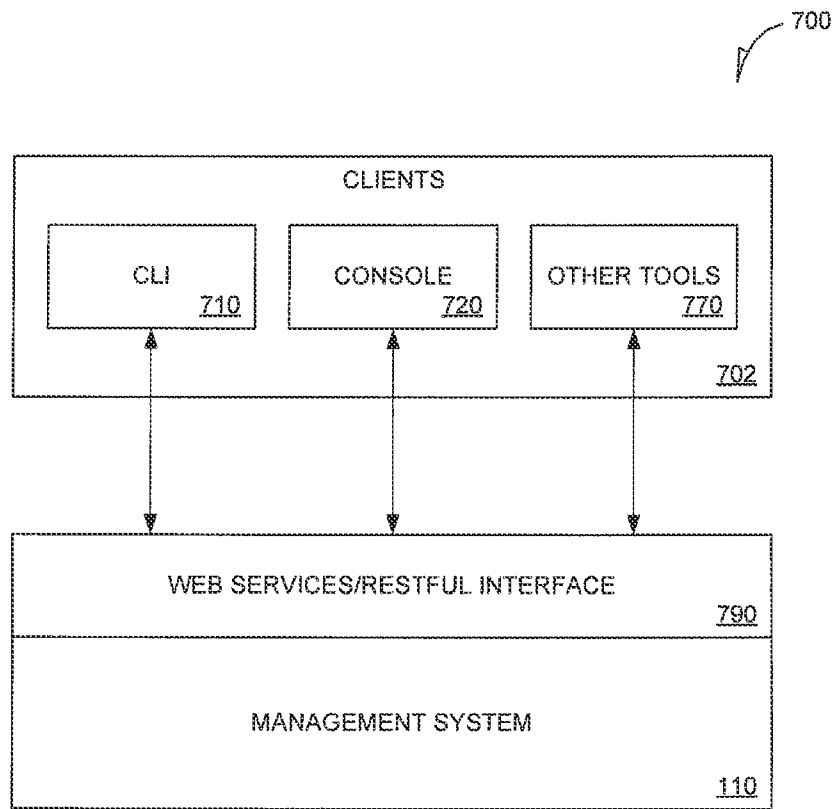 700
CLIENTS
CLI
710
CONSOLE
720
OTHER TOOLS
770
702
WEB SERVICES/RESTFUL INTERFACE
790
MANAGEMENT SYSTEM
110